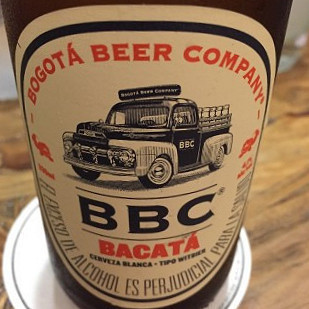 BOGOTÁ BEER COMPANY
BOGOTÁ BEER COMPANY
BBC
BBC
BACATÁ
CERVEZA BLANCA - TIPO WITBIER
EL EXCESO DE ALCOHOL ES PERJUDICIAL PARA LA